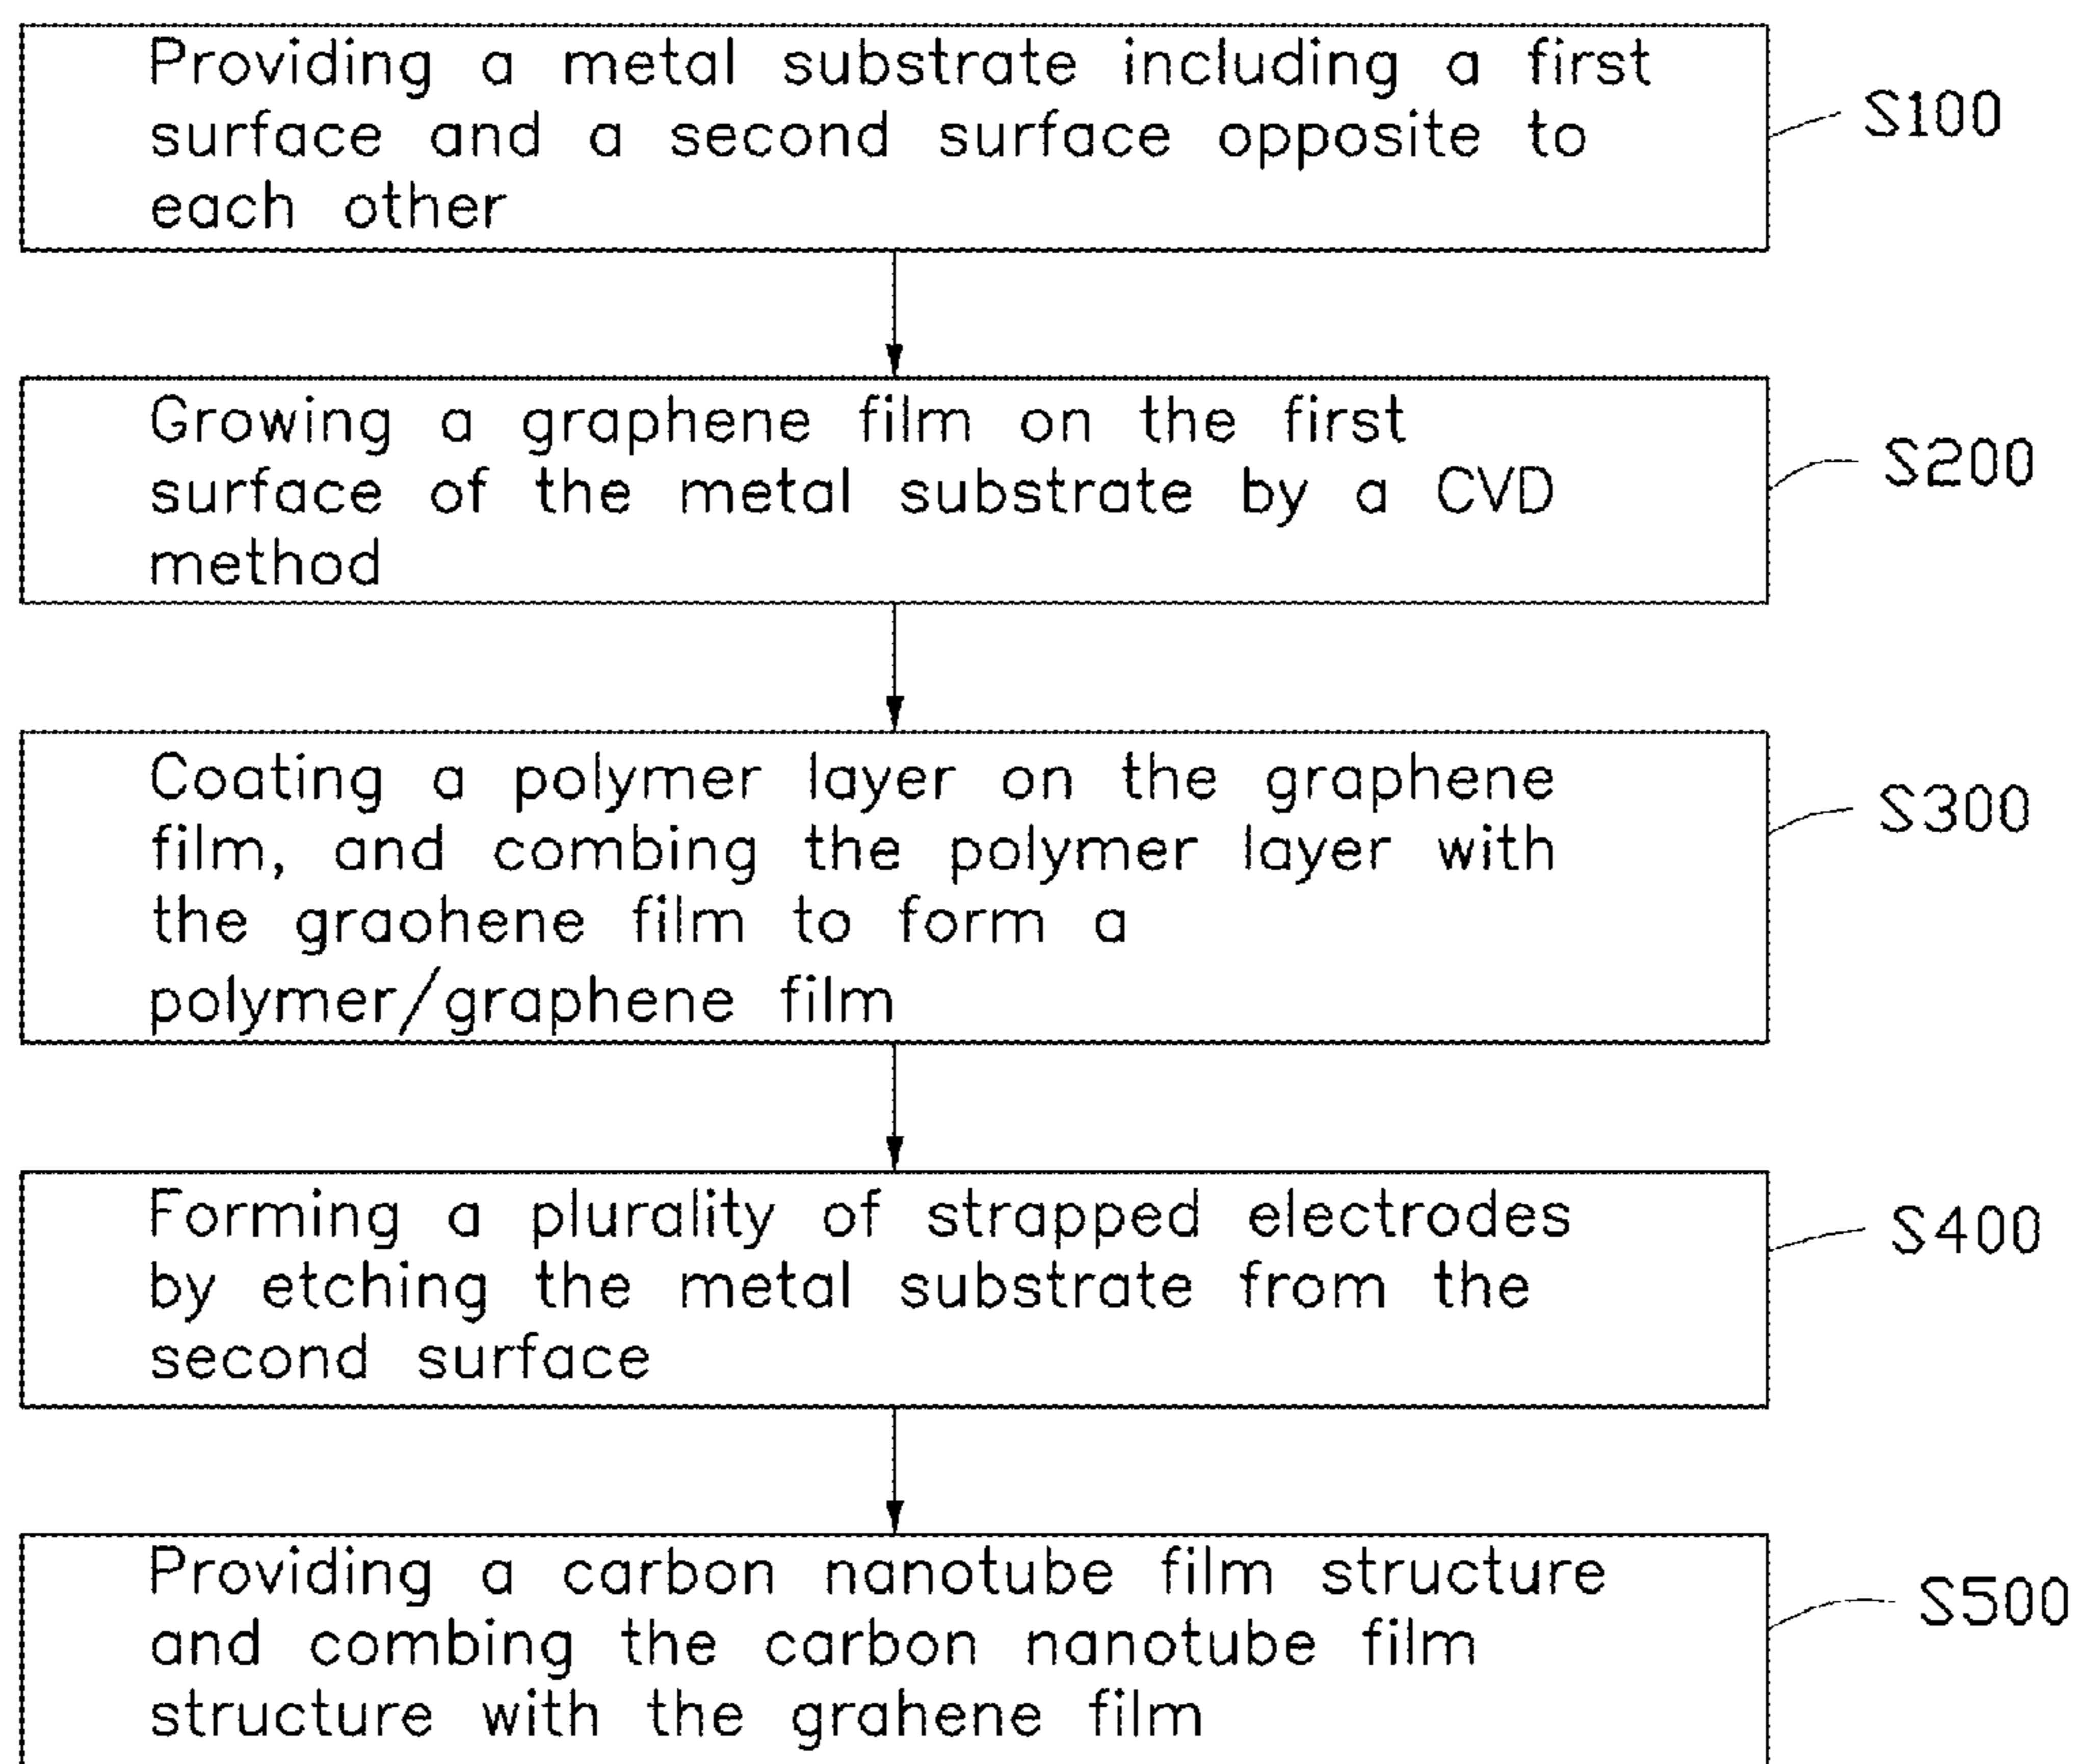 Providing a metal substrate including a first
surface and a second surface opposite to
each other
S100
Growing a graphene film on the first
surface of the metal substrate by a CVD
method
S200
Coating a polymer layer on the graphene
film, and combing the polymer layer with
the graohene film to form a
polymer/graphene film
S300
Forming a plurality of strapped electrodes
by etching the metal substrate from the
second surface
S400
Providing a carbon nanotube film structure
and combing the carbon nanotube film
structure with the grahene film
S500